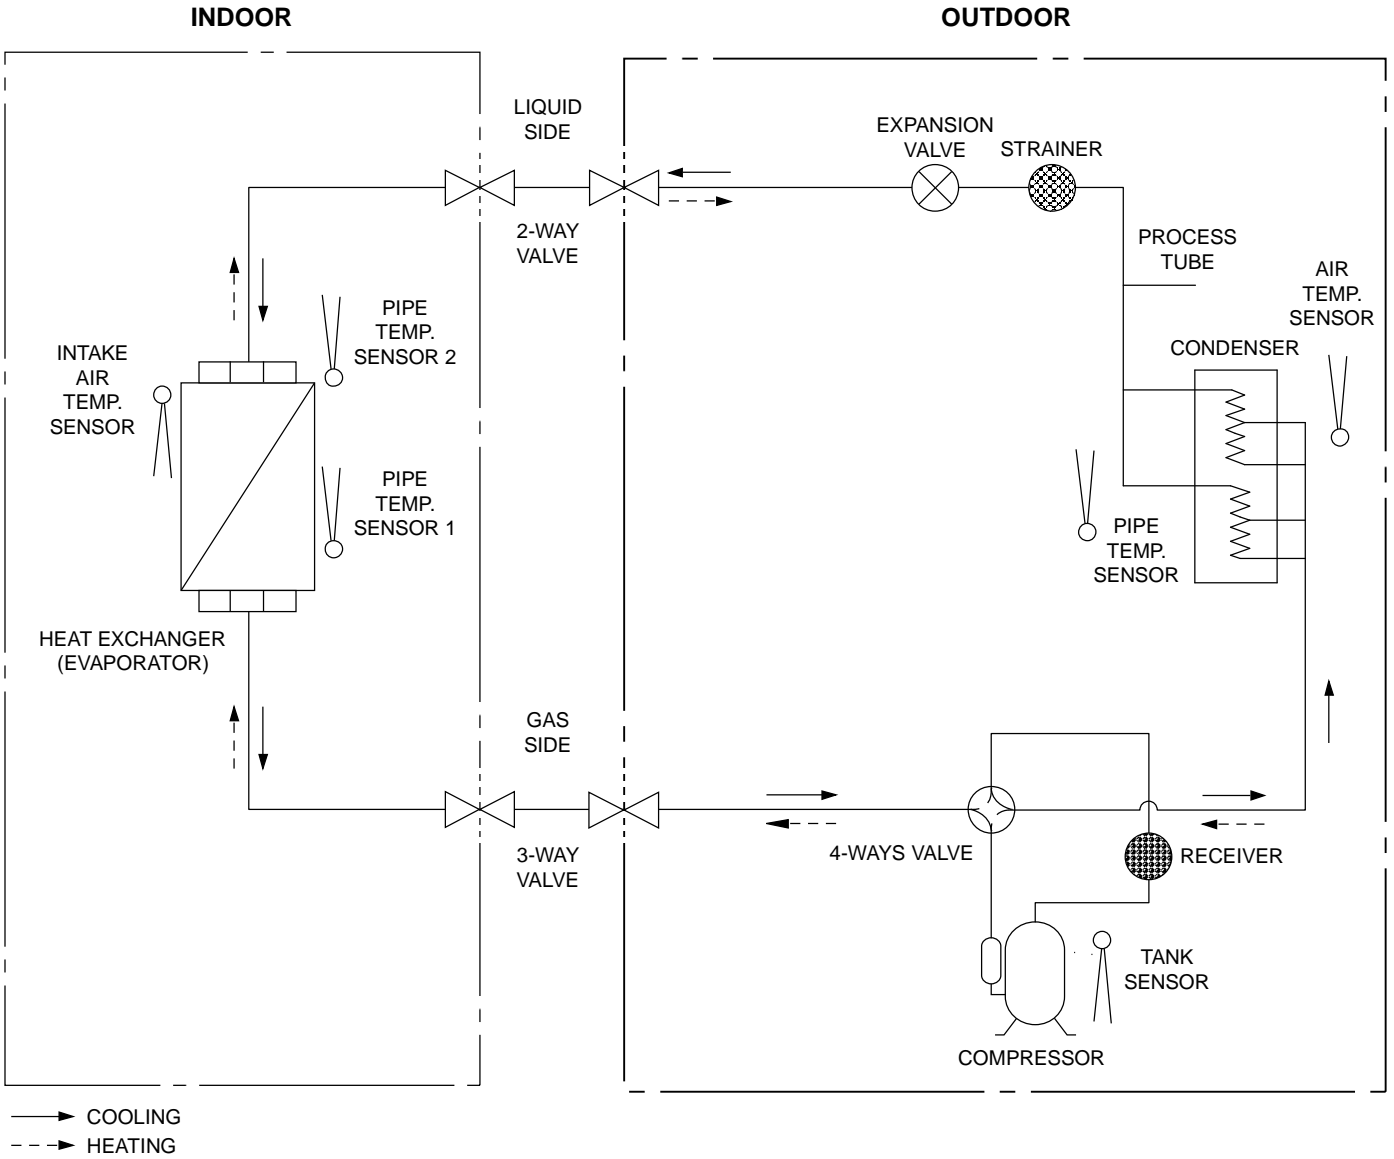 INDOOR
OUTDOOR
LIQUID
SIDE
EXPANSION
VALVE
STRAINER
2-WAY
VALVE
PROCESS
TUBE
AIR
TEMP.
SENSOR
PIPE
TEMP.
SENSOR 2
INTAKE
AIR
TEMP.
SENSOR
CONDENSER
PIPE
TEMP.
SENSOR 1
PIPE
TEMP.
SENSOR
HEAT EXCHANGER
(EVAPORATOR)
GAS
SIDE
3-WAY
VALVE
4-WAYS VALVE
RECEIVER
TANK
SENSOR
COMPRESSOR
COOLING
HEATING